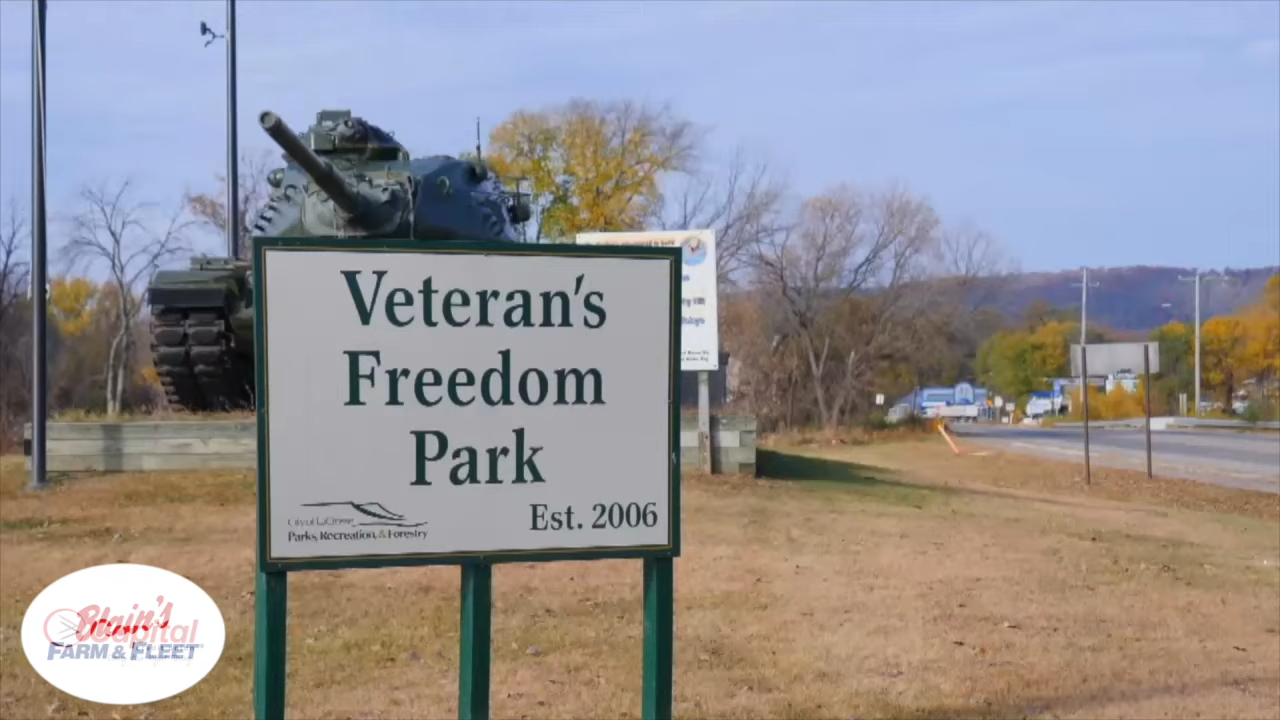 Veteran's
Freedom
Park
Est. 2006
City of La Crosse
Parks, Recreation, & Forestry
Blain's
FARM & FLEET